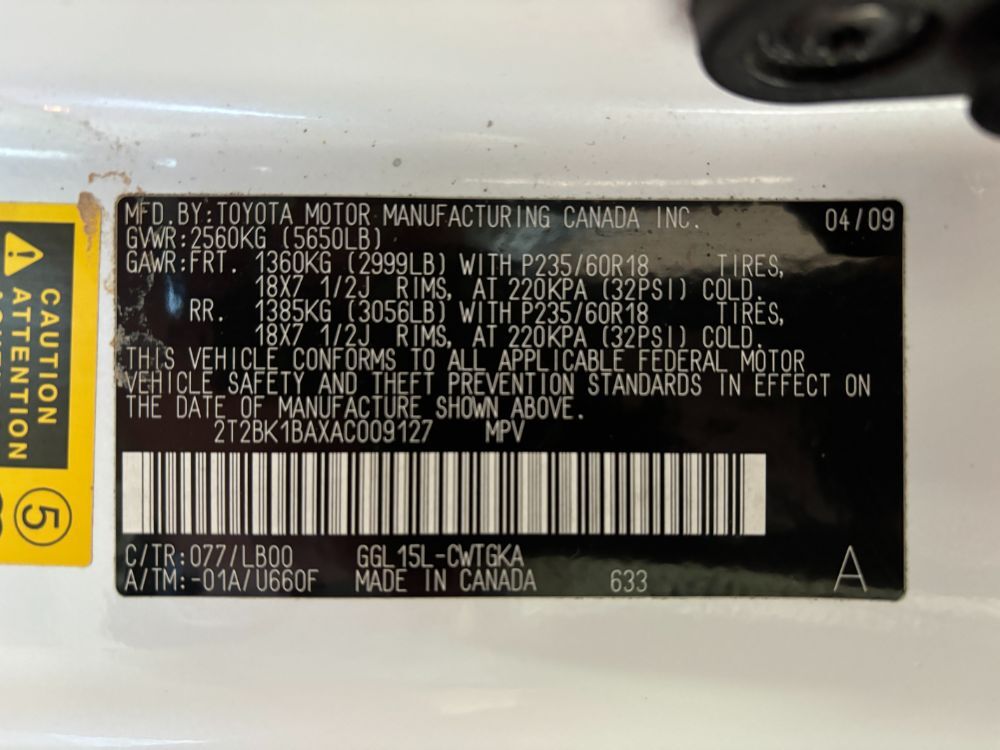 MFD.BY:TOYOTA MOTOR MANUFACTURING CANADA INC. 04/09
GVWR:2560KG (5650LB)
GAWR:FRT. 1360KG (2999LB) WITH P235/60R18 TIRES,
18X7 1/2J RIMS, AT 220KPA (32PSI) COLD.
RR. 1385KG (3056LB) WITH P235/60R18 TIRES,
18X7 1/2J RIMS, AT 220KPA (32PSI) COLD.
THIS VEHICLE CONFORMS TO ALL APPLICABLE FEDERAL MOTOR
VEHICLE SAFETY AND THEFT PREVENTION STANDARDS IN EFFECT ON
THE DATE OF MANUFACTURE SHOWN ABOVE.
2T2BK1BAXAC009127 MPV
C/TR:077/LB00 GGL15L-CWTGKA
A/TM:-01A/U660F MADE IN CANADA 633 A
CAUTION
ATTENTION
5